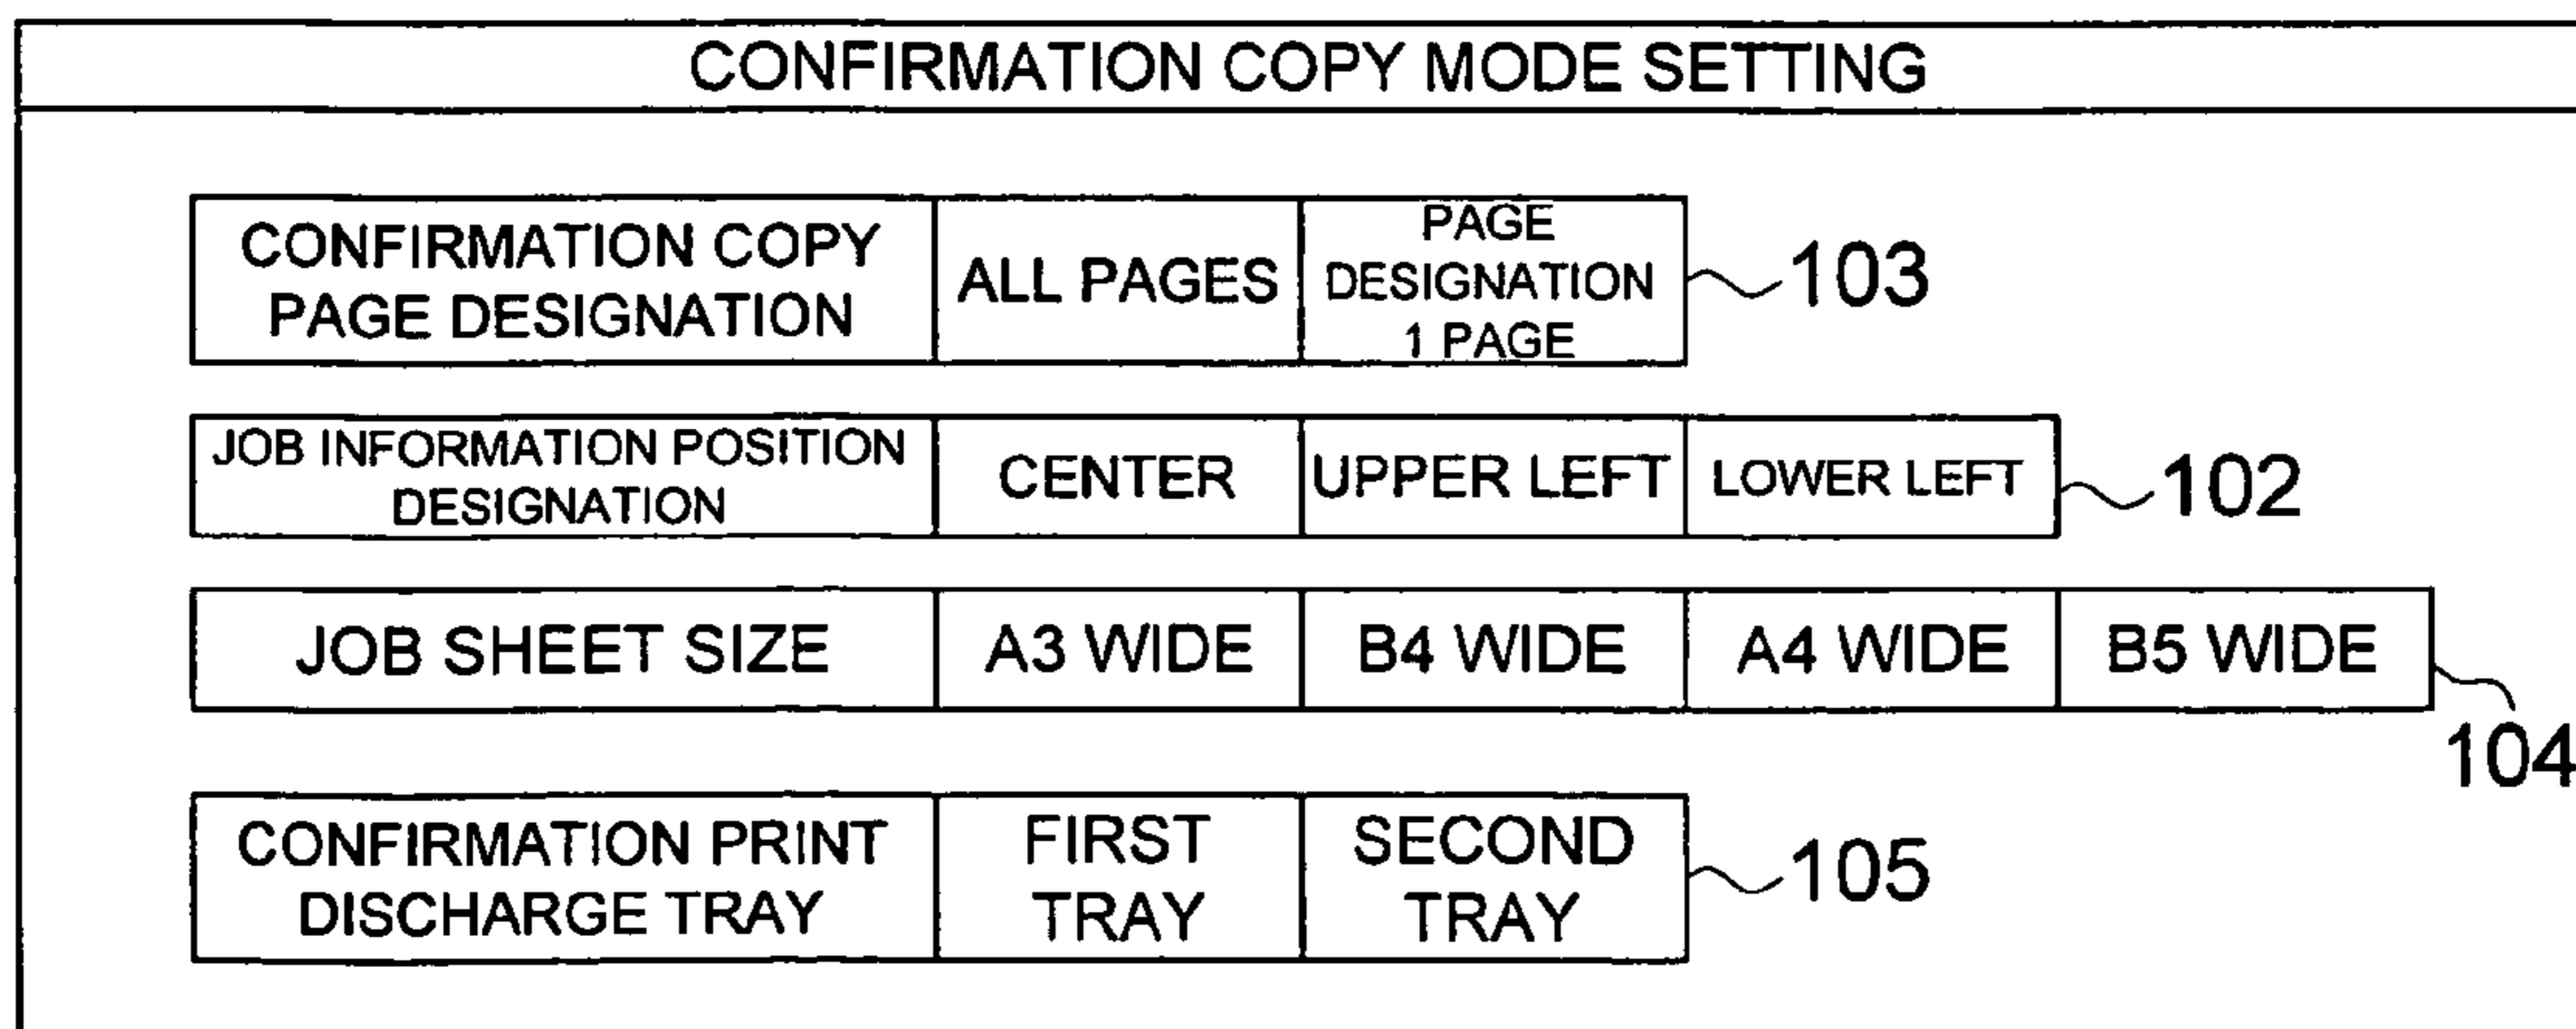 CONFIRMATION COPY MODE SETTING
CONFIRMATION COPY
PAGE DESIGNATION
ALL PAGES
PAGE
DESIGNATION
1 PAGE
103
JOB INFORMATION POSITION
DESIGNATION
CENTER
UPPER LEFT
LOWER LEFT
102
JOB SHEET SIZE
A3 WIDE
B4 WIDE
A4 WIDE
B5 WIDE
104
CONFIRMATION PRINT
DISCHARGE TRAY
FIRST
TRAY
SECOND
TRAY
105